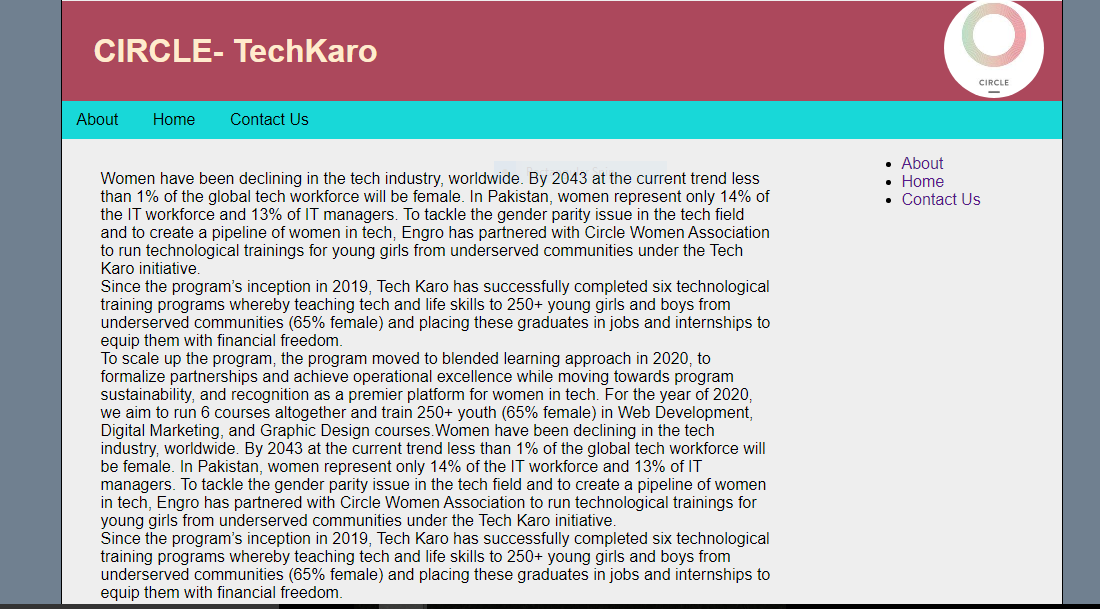 CIRCLE- TechKaro
CIRCLE
About Home Contact Us
Women have been declining in the tech industry, worldwide. By 2043 at the current trend less
than 1% of the global tech workforce will be female. In Pakistan, women represent only 14% of
the IT workforce and 13% of IT managers. To tackle the gender parity issue in the tech field
and to create a pipeline of women in tech, Engro has partnered with Circle Women Association
to run technological trainings for young girls from underserved communities under the Tech
Karo initiative.
Since the program’s inception in 2019, Tech Karo has successfully completed six technological
training programs whereby teaching tech and life skills to 250+ young girls and boys from
underserved communities (65% female) and placing these graduates in jobs and internships to
equip them with financial freedom.
To scale up the program, the program moved to blended learning approach in 2020, to
formalize partnerships and achieve operational excellence while moving towards program
sustainability, and recognition as a premier platform for women in tech. For the year of 2020,
we aim to run 6 courses altogether and train 250+ youth (65% female) in Web Development,
Digital Marketing, and Graphic Design courses.Women have been declining in the tech
industry, worldwide. By 2043 at the current trend less than 1% of the global tech workforce will
be female. In Pakistan, women represent only 14% of the IT workforce and 13% of IT
managers. To tackle the gender parity issue in the tech field and to create a pipeline of women
in tech, Engro has partnered with Circle Women Association to run technological trainings for
young girls from underserved communities under the Tech Karo initiative.
Since the program’s inception in 2019, Tech Karo has successfully completed six technological
training programs whereby teaching tech and life skills to 250+ young girls and boys from
underserved communities (65% female) and placing these graduates in jobs and internships to
equip them with financial freedom.
About
Home
Contact Us